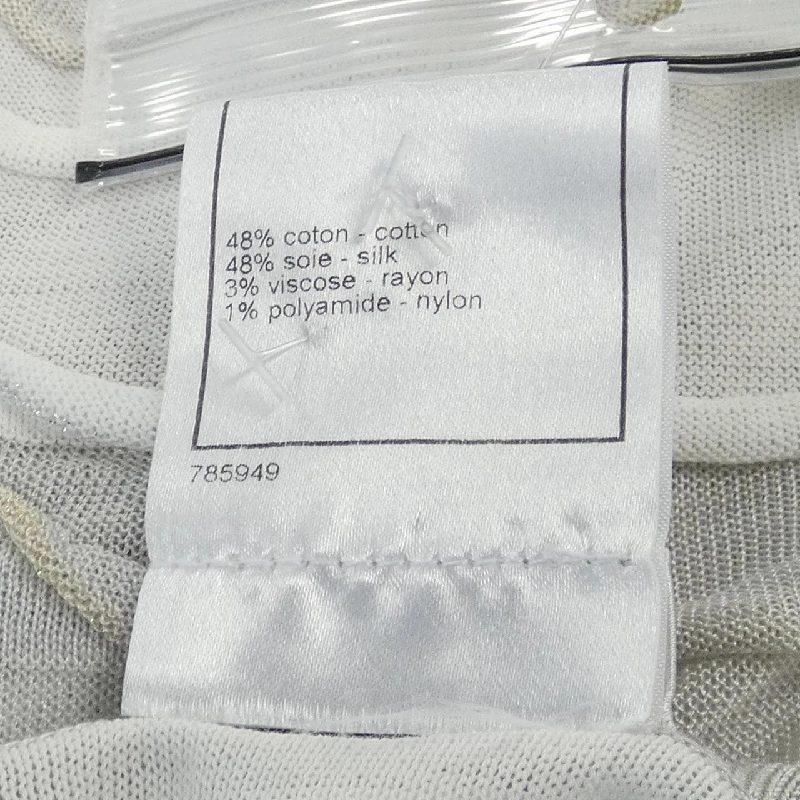 48% coton - cotton
48% soie - silk
3% viscose - rayon
1% polyamide - nylon
785949